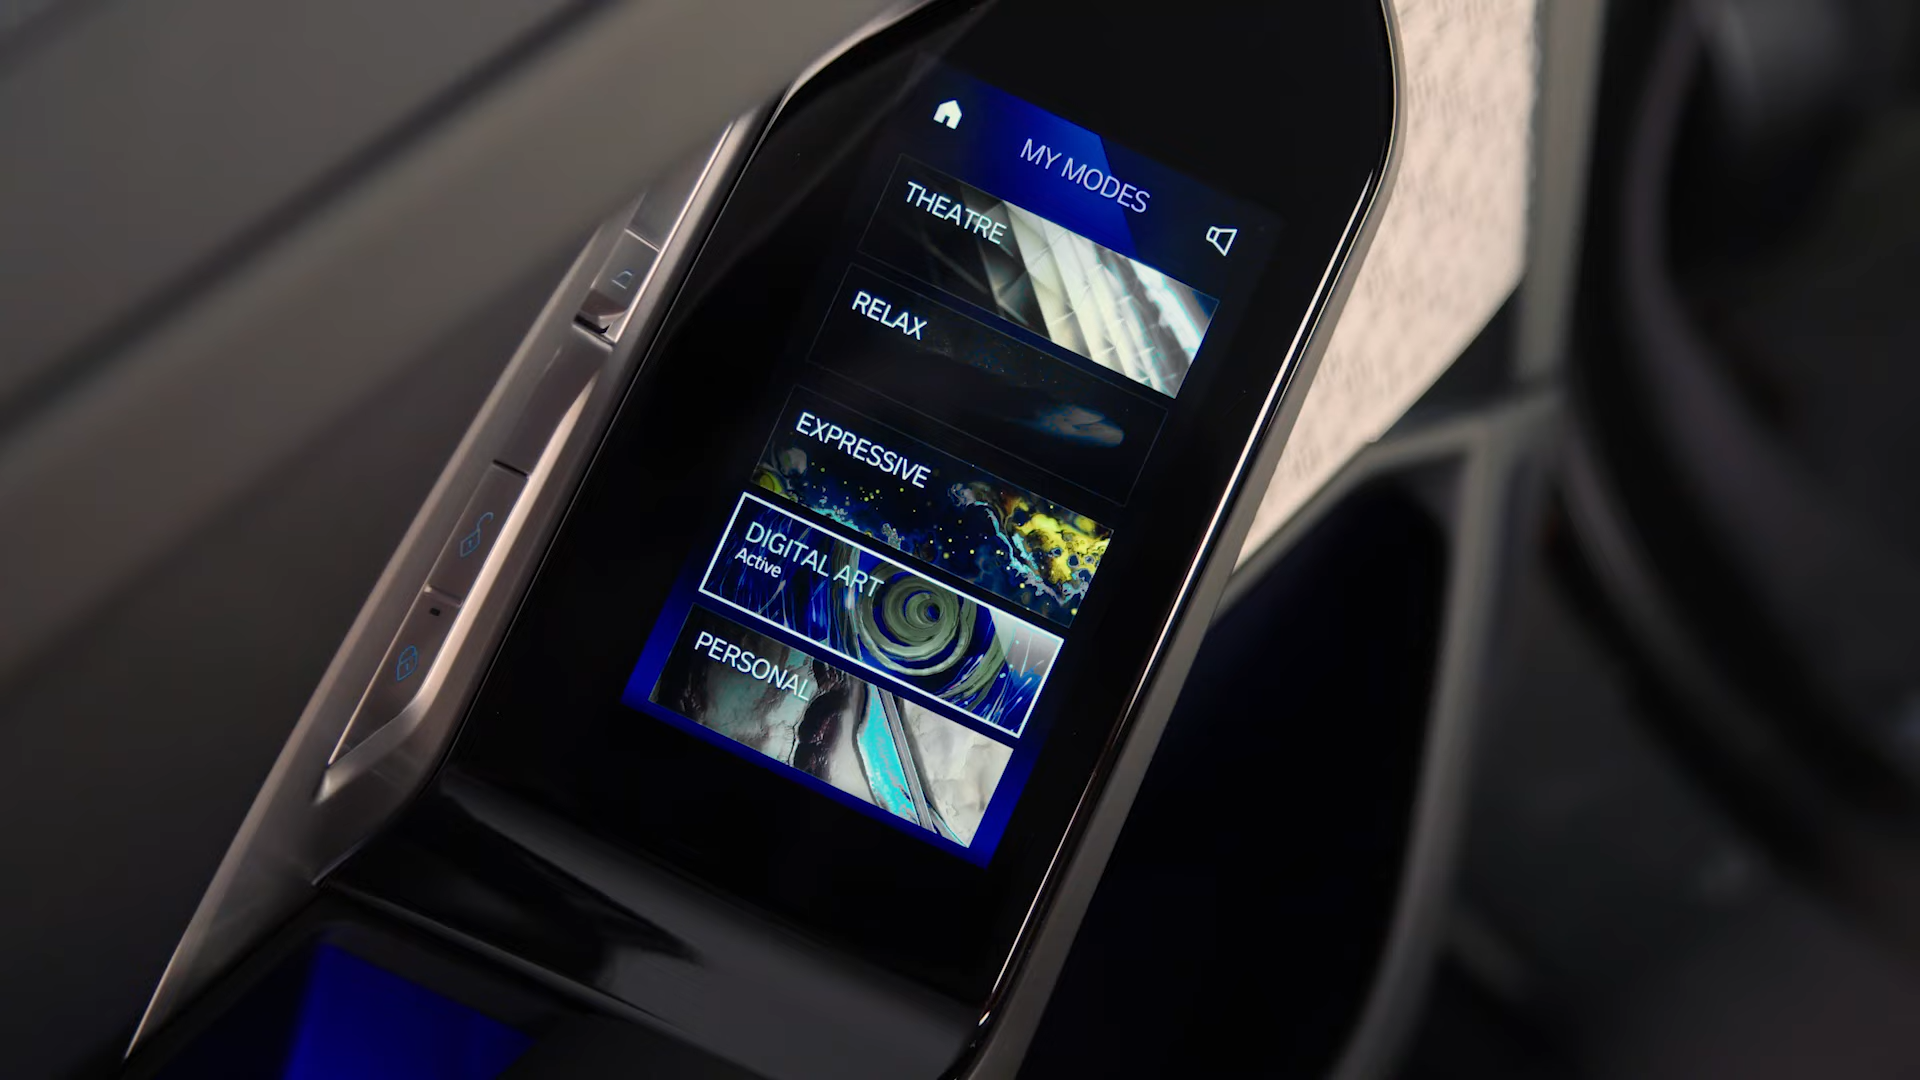 MY MODES
THEATRE
RELAX
EXPRESSIVE
DIGITAL ART
Active
PERSONAL